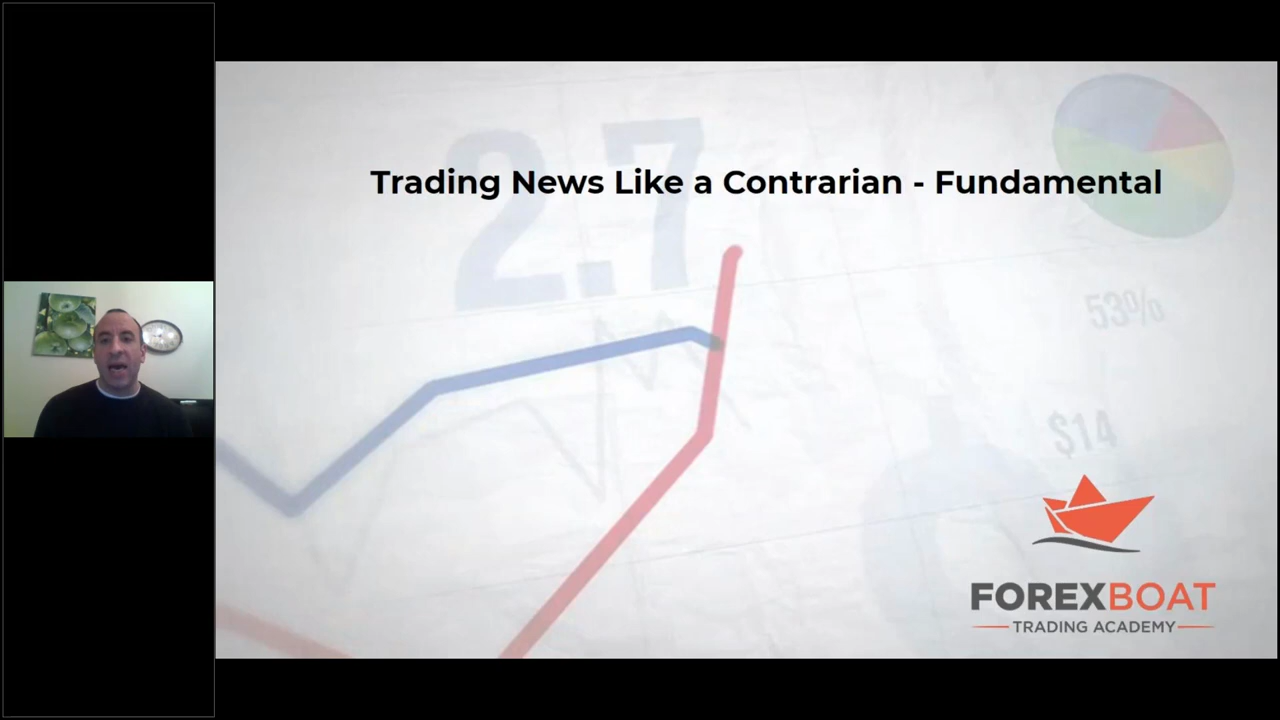 Trading News Like a Contrarian - Fundamental
2.7
53%
$14
FOREXBOAT
TRADING ACADEMY